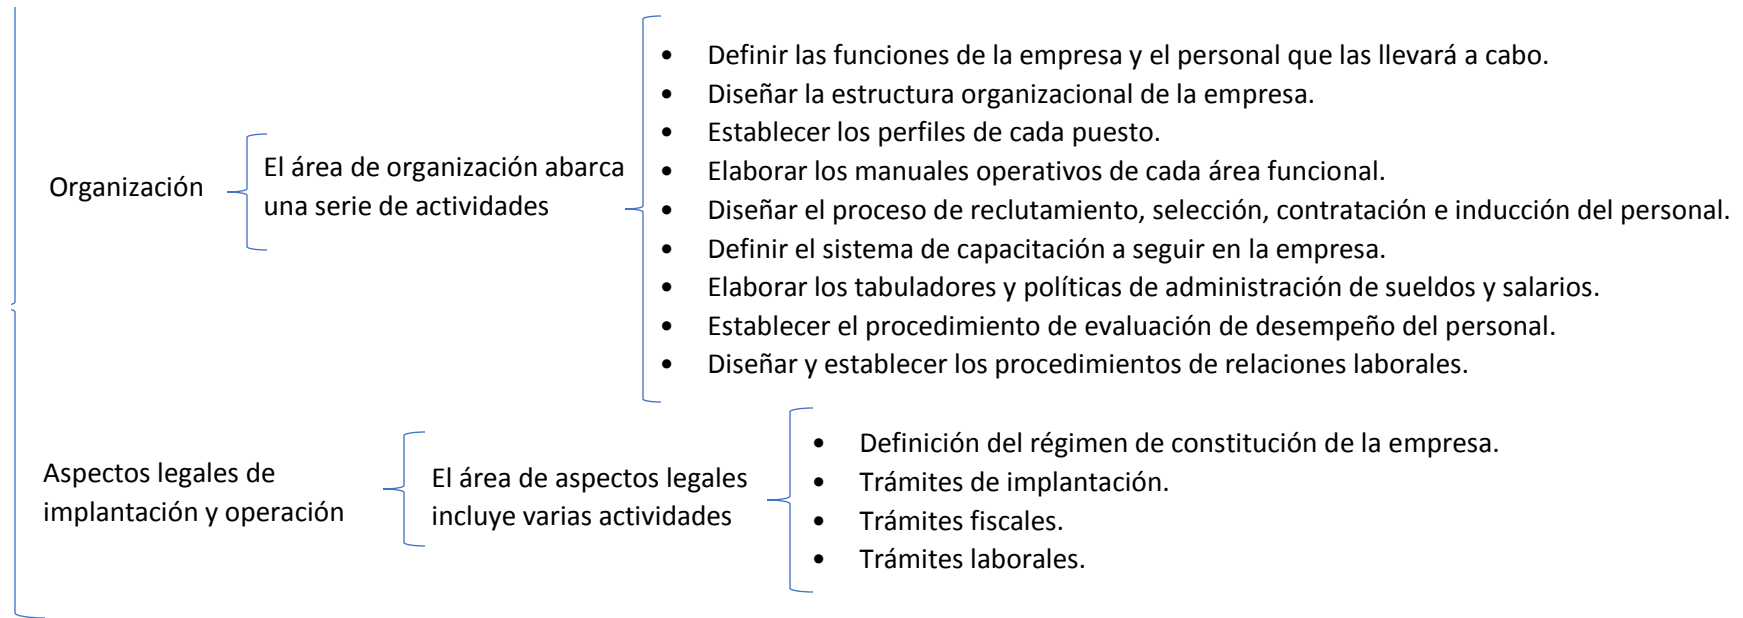 Organización
El área de organización abarca
una serie de actividades
• Definir las funciones de la empresa y el personal que las llevará a cabo.
• Diseñar la estructura organizacional de la empresa.
• Establecer los perfiles de cada puesto.
• Elaborar los manuales operativos de cada área funcional.
• Diseñar el proceso de reclutamiento, selección, contratación e inducción del personal.
• Definir el sistema de capacitación a seguir en la empresa.
• Elaborar los tabuladores y políticas de administración de sueldos y salarios.
• Establecer el procedimiento de evaluación de desempeño del personal.
• Diseñar y establecer los procedimientos de relaciones laborales.
Aspectos legales de
implantación y operación
El área de aspectos legales
incluye varias actividades
• Definición del régimen de constitución de la empresa.
• Trámites de implantación.
• Trámites fiscales.
• Trámites laborales.